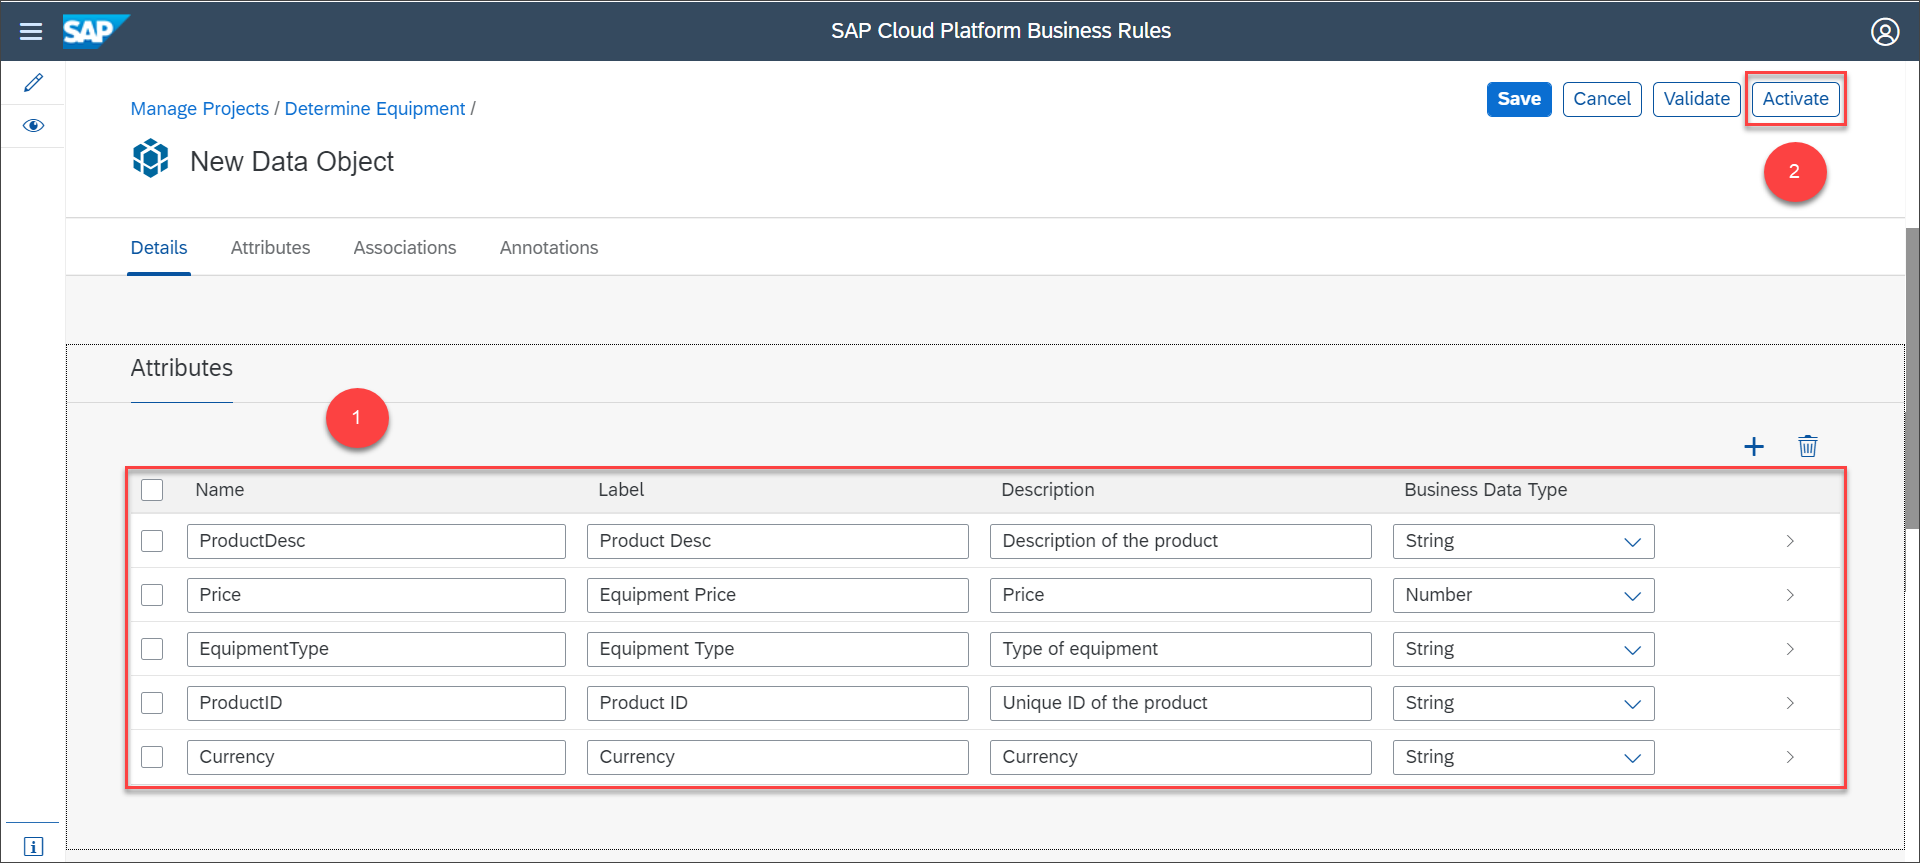 SAP
SAP Cloud Platform Business Rules
Manage Projects / Determine Equipment /
Save Cancel Validate Activate
New Data Object
2
Details Attributes Associations Annotations
Attributes
1
Name Label Description Business Data Type
ProductDesc Product Desc Description of the product String
Price Equipment Price Price Number
EquipmentType Equipment Type Type of equipment String
ProductID Product ID Unique ID of the product String
Currency Currency Currency String